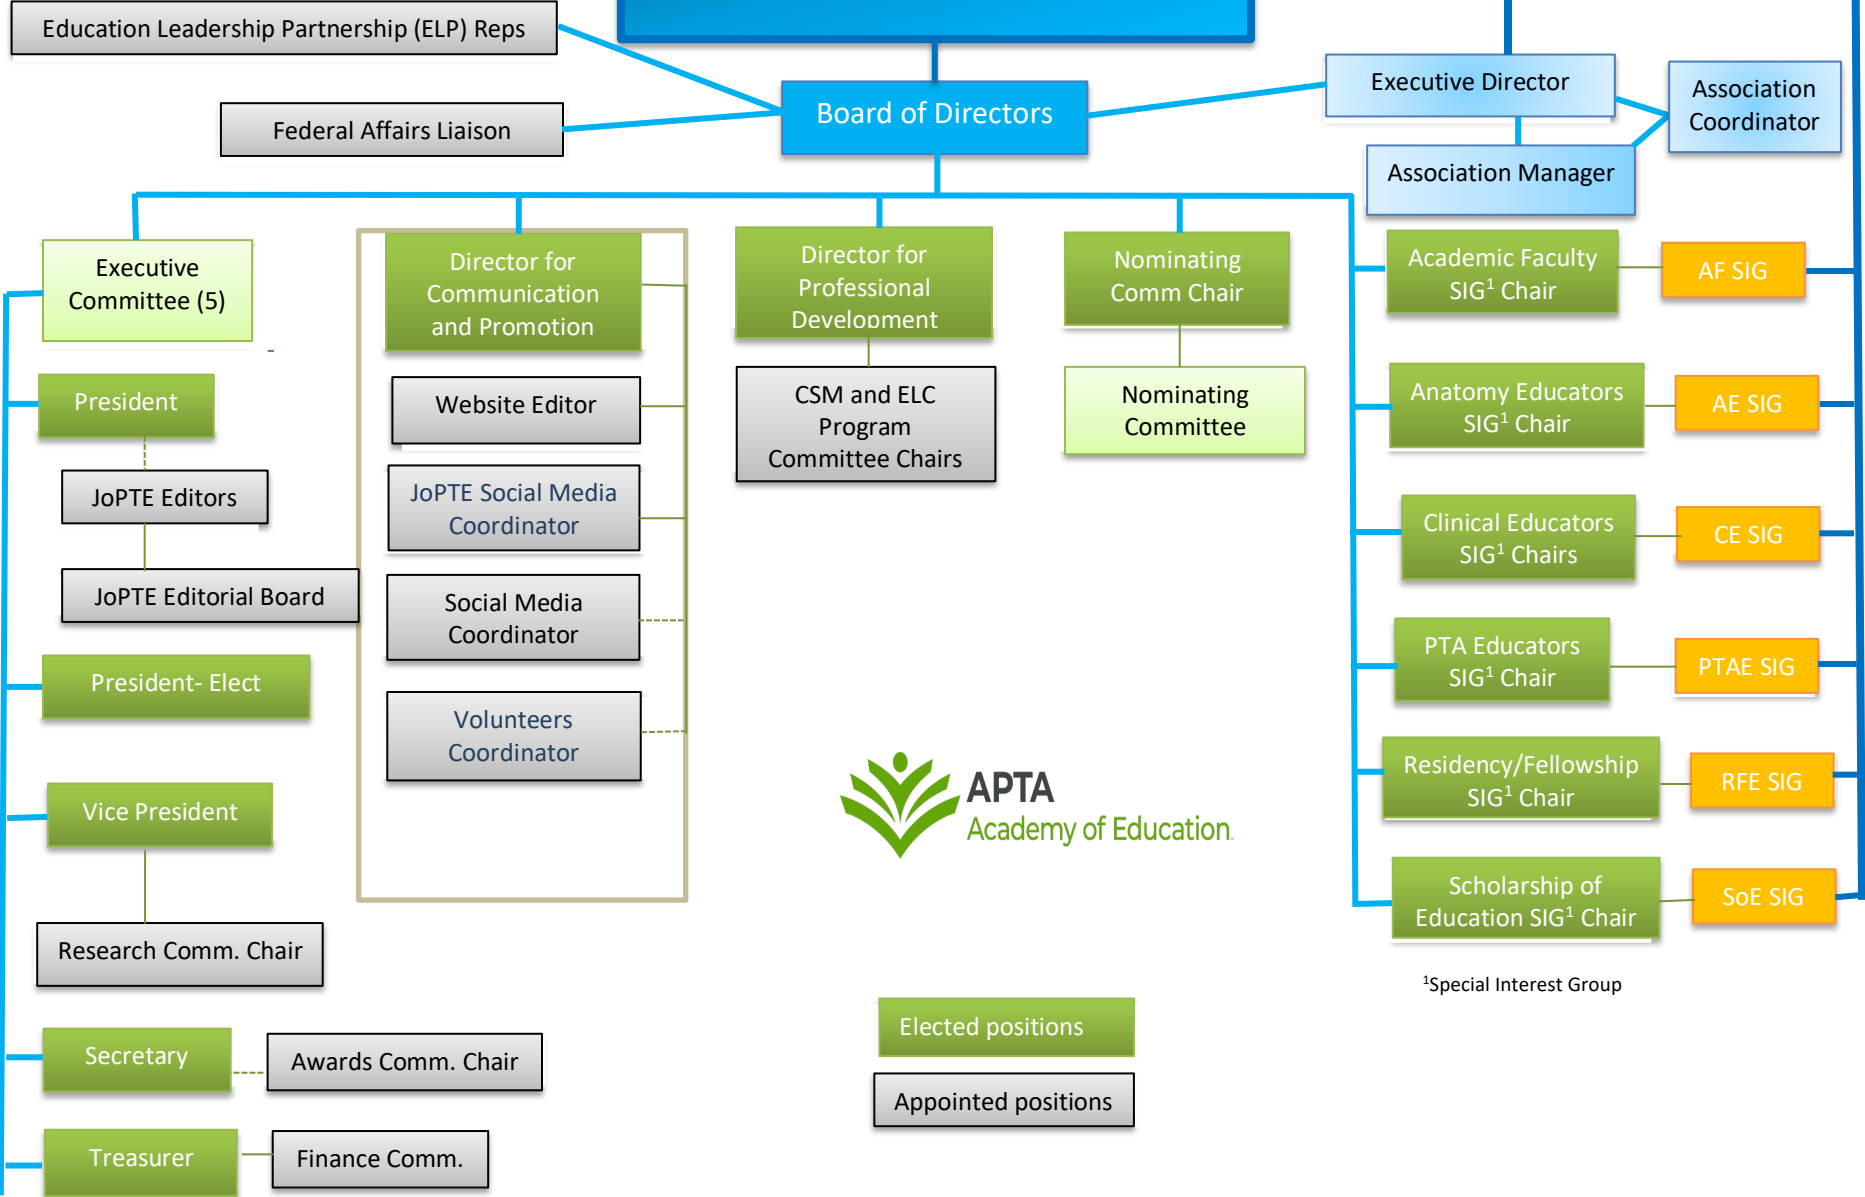 Education Leadership Partnership (ELP) Reps
Federal Affairs Liaison
Board of Directors
Executive Director
Association
Coordinator
Association Manager
Executive
Committee (5)
Director for
Communication
and Promotion
Director for
Professional
Development
Nominating
Comm Chair
Academic Faculty
SIG¹ Chair
AF SIG
President
Website Editor
CSM and ELC
Program
Committee Chairs
Nominating
Committee
Anatomy Educators
SIG¹ Chair
AE SIG
JoPTE Editors
JoPTE Social Media
Coordinator
Clinical Educators
SIG¹ Chairs
CE SIG
JoPTE Editorial Board
Social Media
Coordinator
PTA Educators
SIG¹ Chair
PTAE SIG
President- Elect
Volunteers
Coordinator
Residency/Fellowship
SIG¹ Chair
RFE SIG
Vice President
APTA
Academy of Education
Scholarship of
Education SIG¹ Chair
SoE SIG
Research Comm. Chair
¹Special Interest Group
Elected positions
Secretary
Awards Comm. Chair
Appointed positions
Treasurer
Finance Comm.